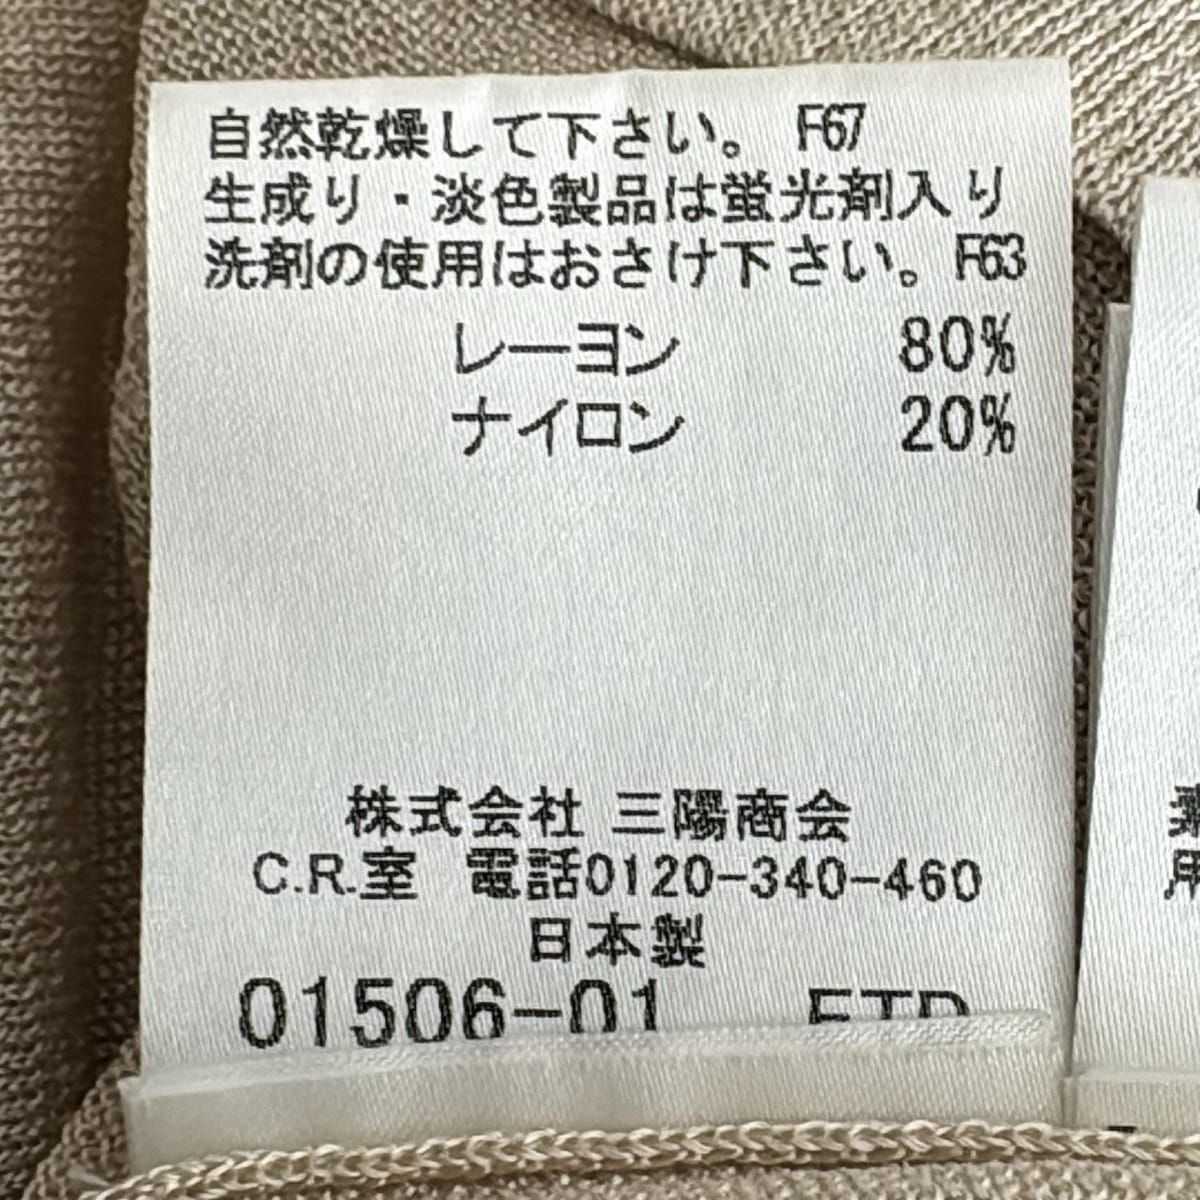 自然乾燥して下さい。 F67
生成り・淡色製品は蛍光剤入り
洗剤の使用はおさけ下さい。F63
レーヨン 80%
ナイロン 20%
株式会社 三陽商会
C.R.室 電話0120-340-460
日本製
01506-01
用